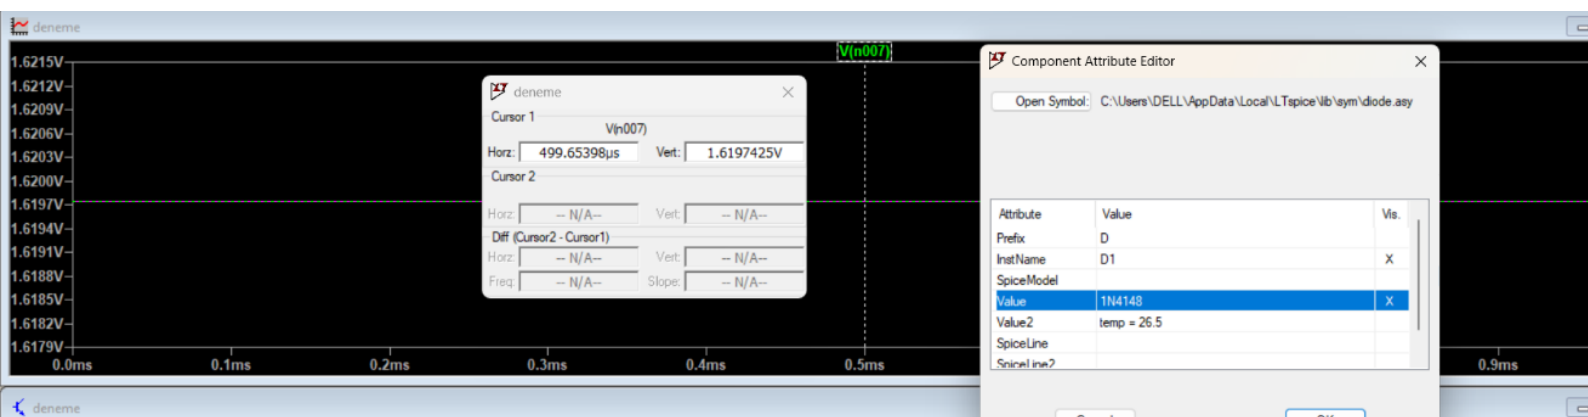 deneme
V(n007)
1.6215V
1.6212V
1.6209V
1.6206V
1.6203V
1.6200V
1.6197V
1.6194V
1.6191V
1.6188V
1.6185V
1.6182V
1.6179V
0.0ms 0.1ms 0.2ms 0.3ms 0.4ms 0.5ms 0.9ms
deneme
Cursor 1
V(n007)
Horz: 499.65398µs Vert: 1.6197425V
Cursor 2
Horz: -- N/A-- Vert: -- N/A--
Diff (Cursor2 - Cursor1)
Horz: -- N/A-- Vert: -- N/A--
Freq: -- N/A-- Slope: -- N/A--
Component Attribute Editor
Open Symbol: C:\Users\DELL\AppData\Local\LTspice\lib\sym\diode.asy
Attribute Value Vis.
Prefix D
InstName D1 X
SpiceModel
Value 1N4148 X
Value2 temp = 26.5
SpiceLine
SpiceLine2
deneme